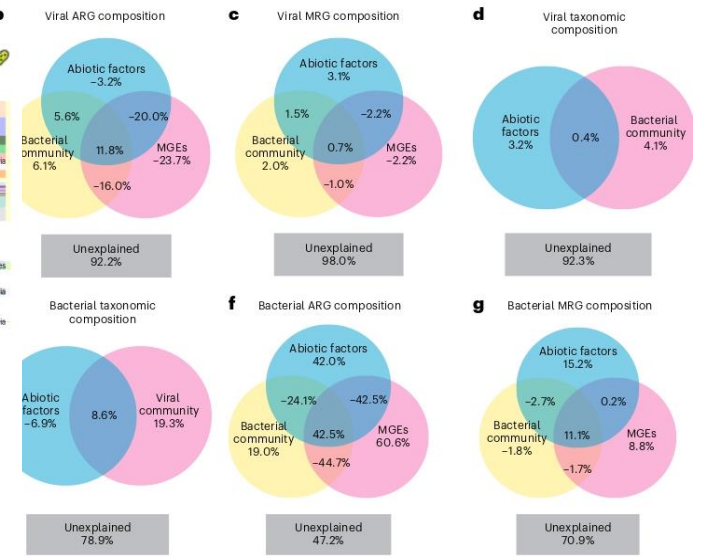 Viral ARG composition
Abiotic factors
−3.2%
5.6%
−20.0%
Bacterial
community
6.1%
11.8%
MGEs
−23.7%
−16.0%
Unexplained
92.2%
c
Viral MRG composition
Abiotic factors
3.1%
1.5%
−2.2%
Bacterial
community
2.0%
0.7%
MGEs
−2.2%
−1.0%
Unexplained
98.0%
d
Viral taxonomic
composition
Abiotic
factors
3.2%
0.4%
Bacterial
community
4.1%
Unexplained
92.3%
Bacterial taxonomic
composition
Abiotic
factors
−6.9%
8.6%
Viral
community
19.3%
Unexplained
78.9%
f
Bacterial ARG composition
Abiotic factors
42.0%
−24.1%
−42.5%
Bacterial
community
19.0%
42.5%
MGEs
60.6%
−44.7%
Unexplained
47.2%
g
Bacterial MRG composition
Abiotic factors
15.2%
−2.7%
0.2%
Bacterial
community
−1.8%
11.1%
MGEs
8.8%
−1.7%
Unexplained
70.9%